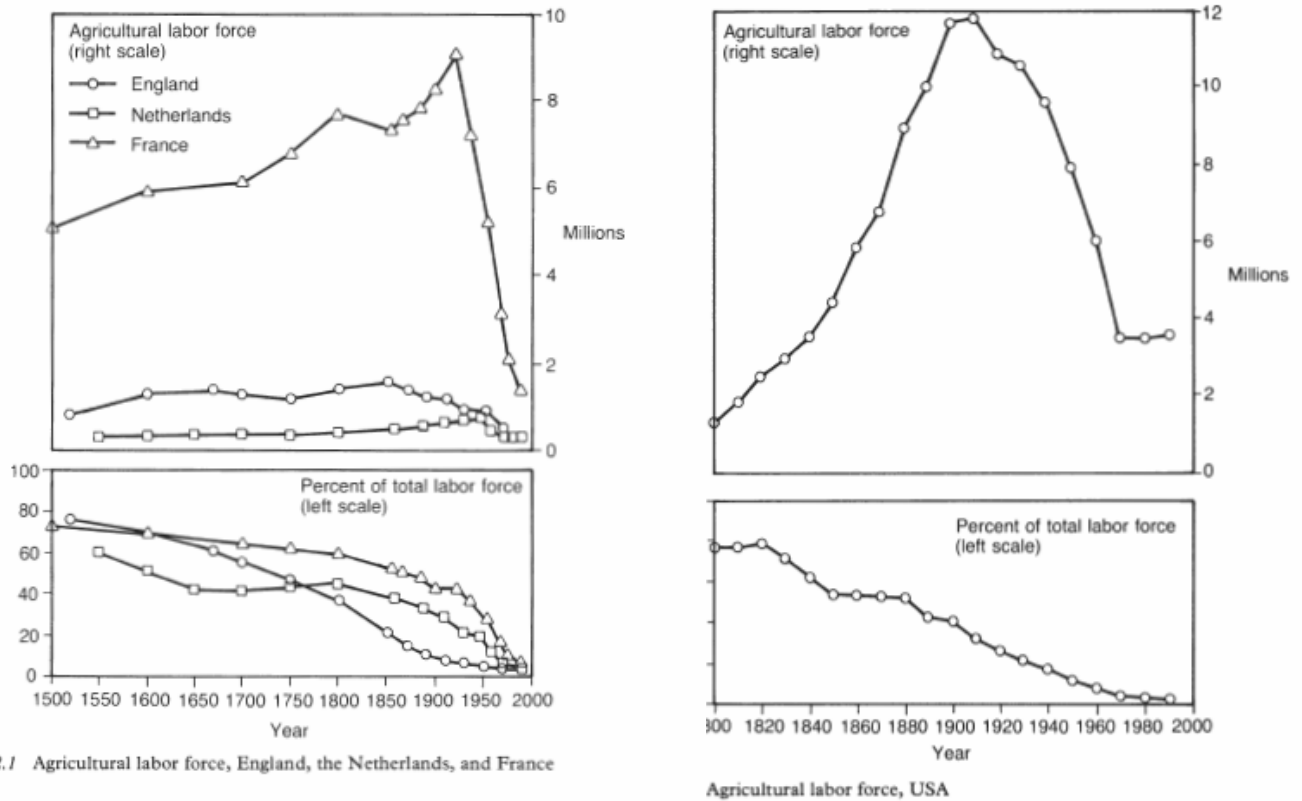 Agricultural labor force
(right scale)
England
Netherlands
France
10
8
6
4
2
0
Millions
100
80
60
40
20
0
Percent of total labor force
(left scale)
1500 1550 1600 1650 1700 1750 1800 1850 1900 1950 2000
Year
2.1 Agricultural labor force, England, the Netherlands, and France
Agricultural labor force
(right scale)
12
10
8
6
4
2
0
Millions
Percent of total labor force
(left scale)
1820 1840 1860 1880 1900 1920 1940 1960 1980 2000
Year
Agricultural labor force, USA